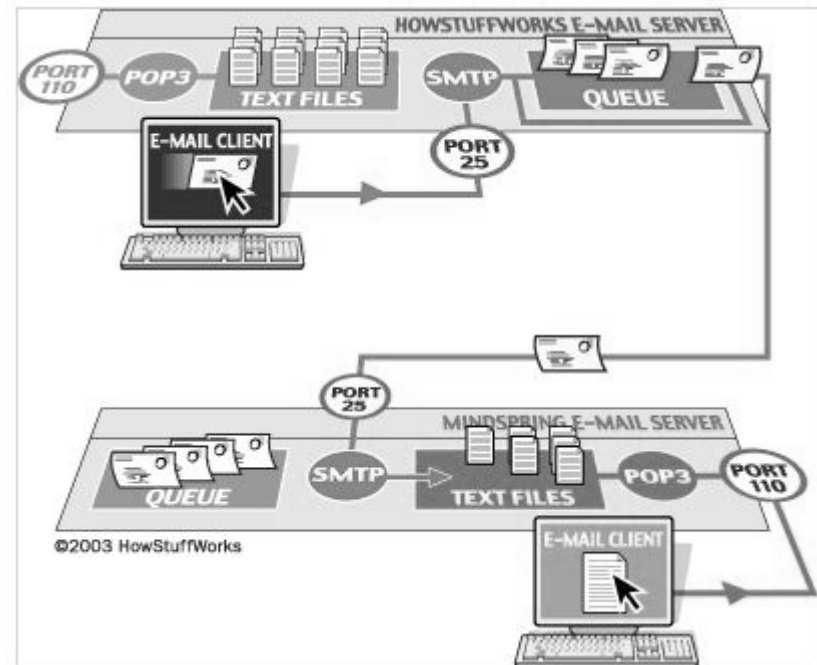 HOWSTUFFWORKS E-MAIL SERVER
PORT
110
POP3
TEXT FILES
SMTP
QUEUE
E-MAIL CLIENT
PORT
25
PORT
25
MINDSPRING E-MAIL SERVER
QUEUE
SMTP
TEXT FILES
POP3
PORT
110
©2003 HowStuffWorks
E-MAIL CLIENT